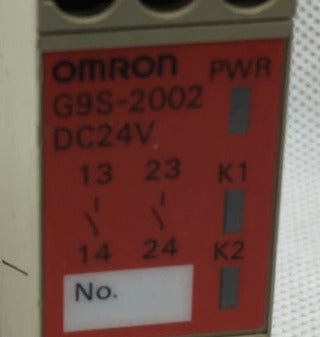 OMRON PWR
G9S-2002
DC24V
13 23 K1
14 24 K2
No.